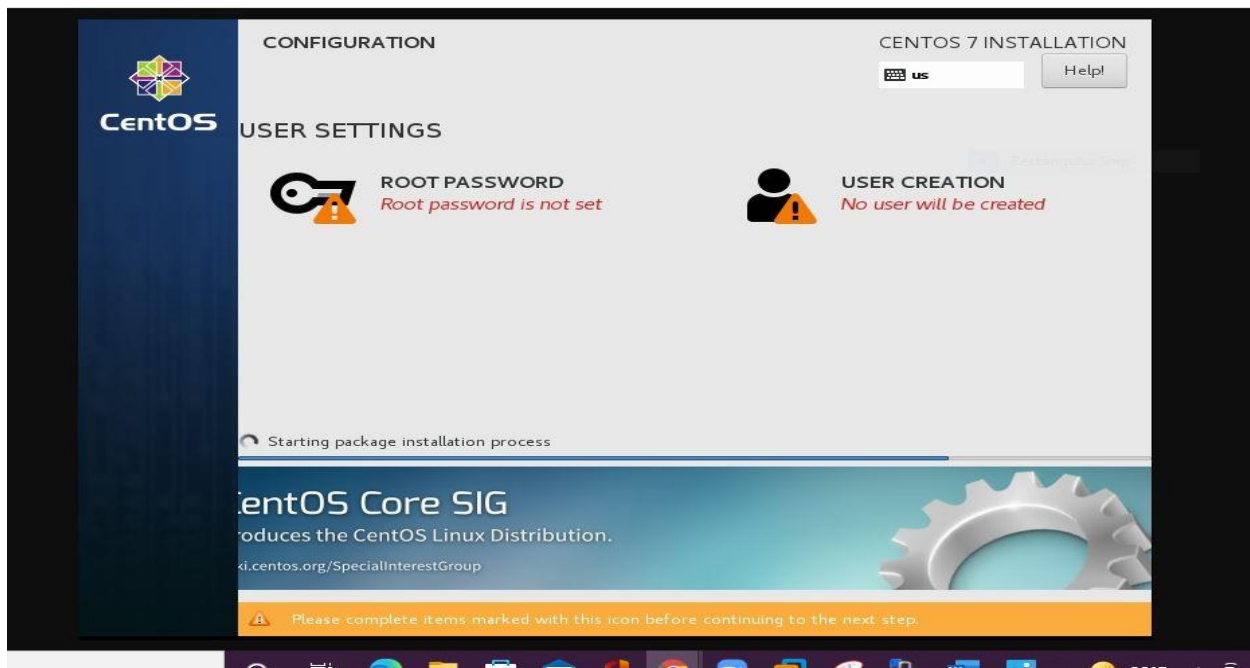 CONFIGURATION
CENTOS 7 INSTALLATION
us
Help!
CentOS
USER SETTINGS
ROOT PASSWORD
Root password is not set
USER CREATION
No user will be created
Starting package installation process
entOS Core SIG
roduces the CentOS Linux Distribution.
ki.centos.org/SpecialInterestGroup
Please complete items marked with this icon before continuing to the next step.